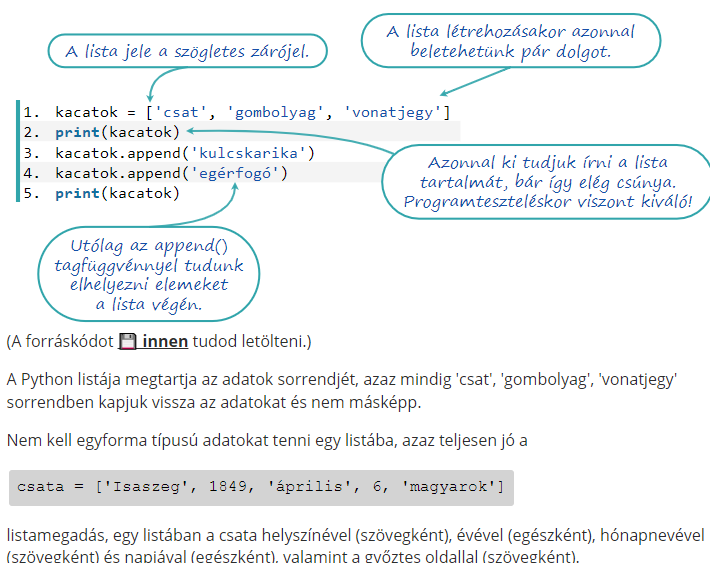 A lista jele a szögletes zárójel.
A lista létrehozásakor azonnal
beletehetünk pár dolgot.
1. kacatok = ['csat', 'gombolyag', 'vonatjegy']
2. print(kacatok)
3. kacatok.append('kulcskarika')
4. kacatok.append('egérfogó')
5. print(kacatok)
Azonnal ki tudjuk írni a lista
tartalmát, bár így elég csúnya.
Programteszteléskor viszont kiváló!
Utólag az append()
tagfüggvénnyel tudunk
elhelyezni elemeket
a lista végén.
(A forráskódot 💾 innen tudod letölteni.)
A Python listája megtartja az adatok sorrendjét, azaz mindig 'csat', 'gombolyag', 'vonatjegy'
sorrendben kapjuk vissza az adatokat és nem másképp.
Nem kell egyforma típusú adatokat tenni egy listába, azaz teljesen jó a
csata = ['Isaszeg', 1849, 'április', 6, 'magyarok']
listamegadás, egy listában a csata helyszínével (szövegként), évével (egészként), hónapnevével
(szövegként) és napjával (egészként), valamint a győztes oldallal (szövegként).